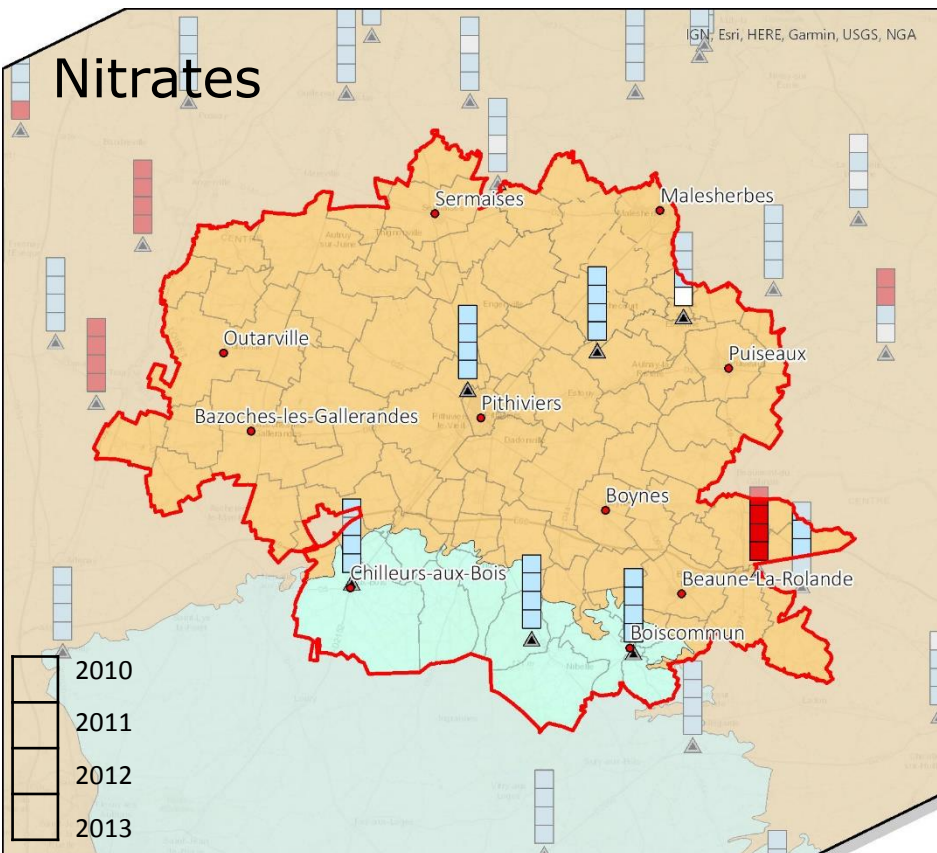 IGN, Esri, HERE, Garmin, USGS, NGA
Nitrates
Sermaises
Malesherbes
Outarville
Puiseaux
Bazoches-les-Gallerandes
Pithiviers
Boynes
Chilleurs-aux-Bois
Beaune-La-Rolande
Boiscommun
2010
2011
2012
2013